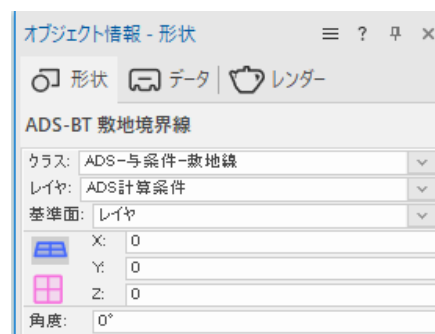 オブジェクト情報 - 形状 ?
形状 データ レンダー
ADS-BT 敷地境界線
クラス: ADS-与条件-敷地線
レイヤ: ADS計算条件
基準面: レイヤ
X: 0
Y: 0
Z: 0
角度: 0°